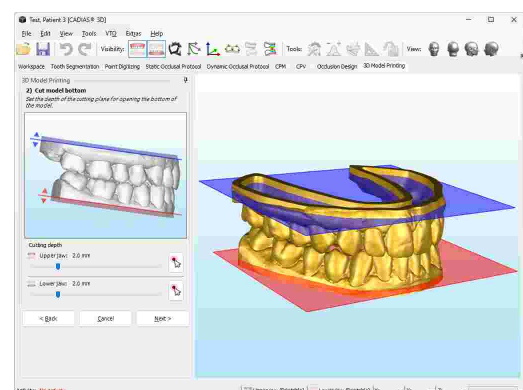 Test, Patient 3 [CADIAS® 3D]
File Edit View Tools VTO Extras Help
Visibility: Tools: View:
Workspace Tooth Segmentation Point Digitizing Static Occlusal Protocol Dynamic Occlusal Protocol CPM CPV Occlusion Design 3D Model Printing
3D Model Printing
2) Cut model bottom
Set the depth of the cutting plane for opening the bottom of
the model.
Cutting depth
Upper Jaw: 2.0 mm
Lower Jaw: 2.0 mm
< Back Cancel Next >